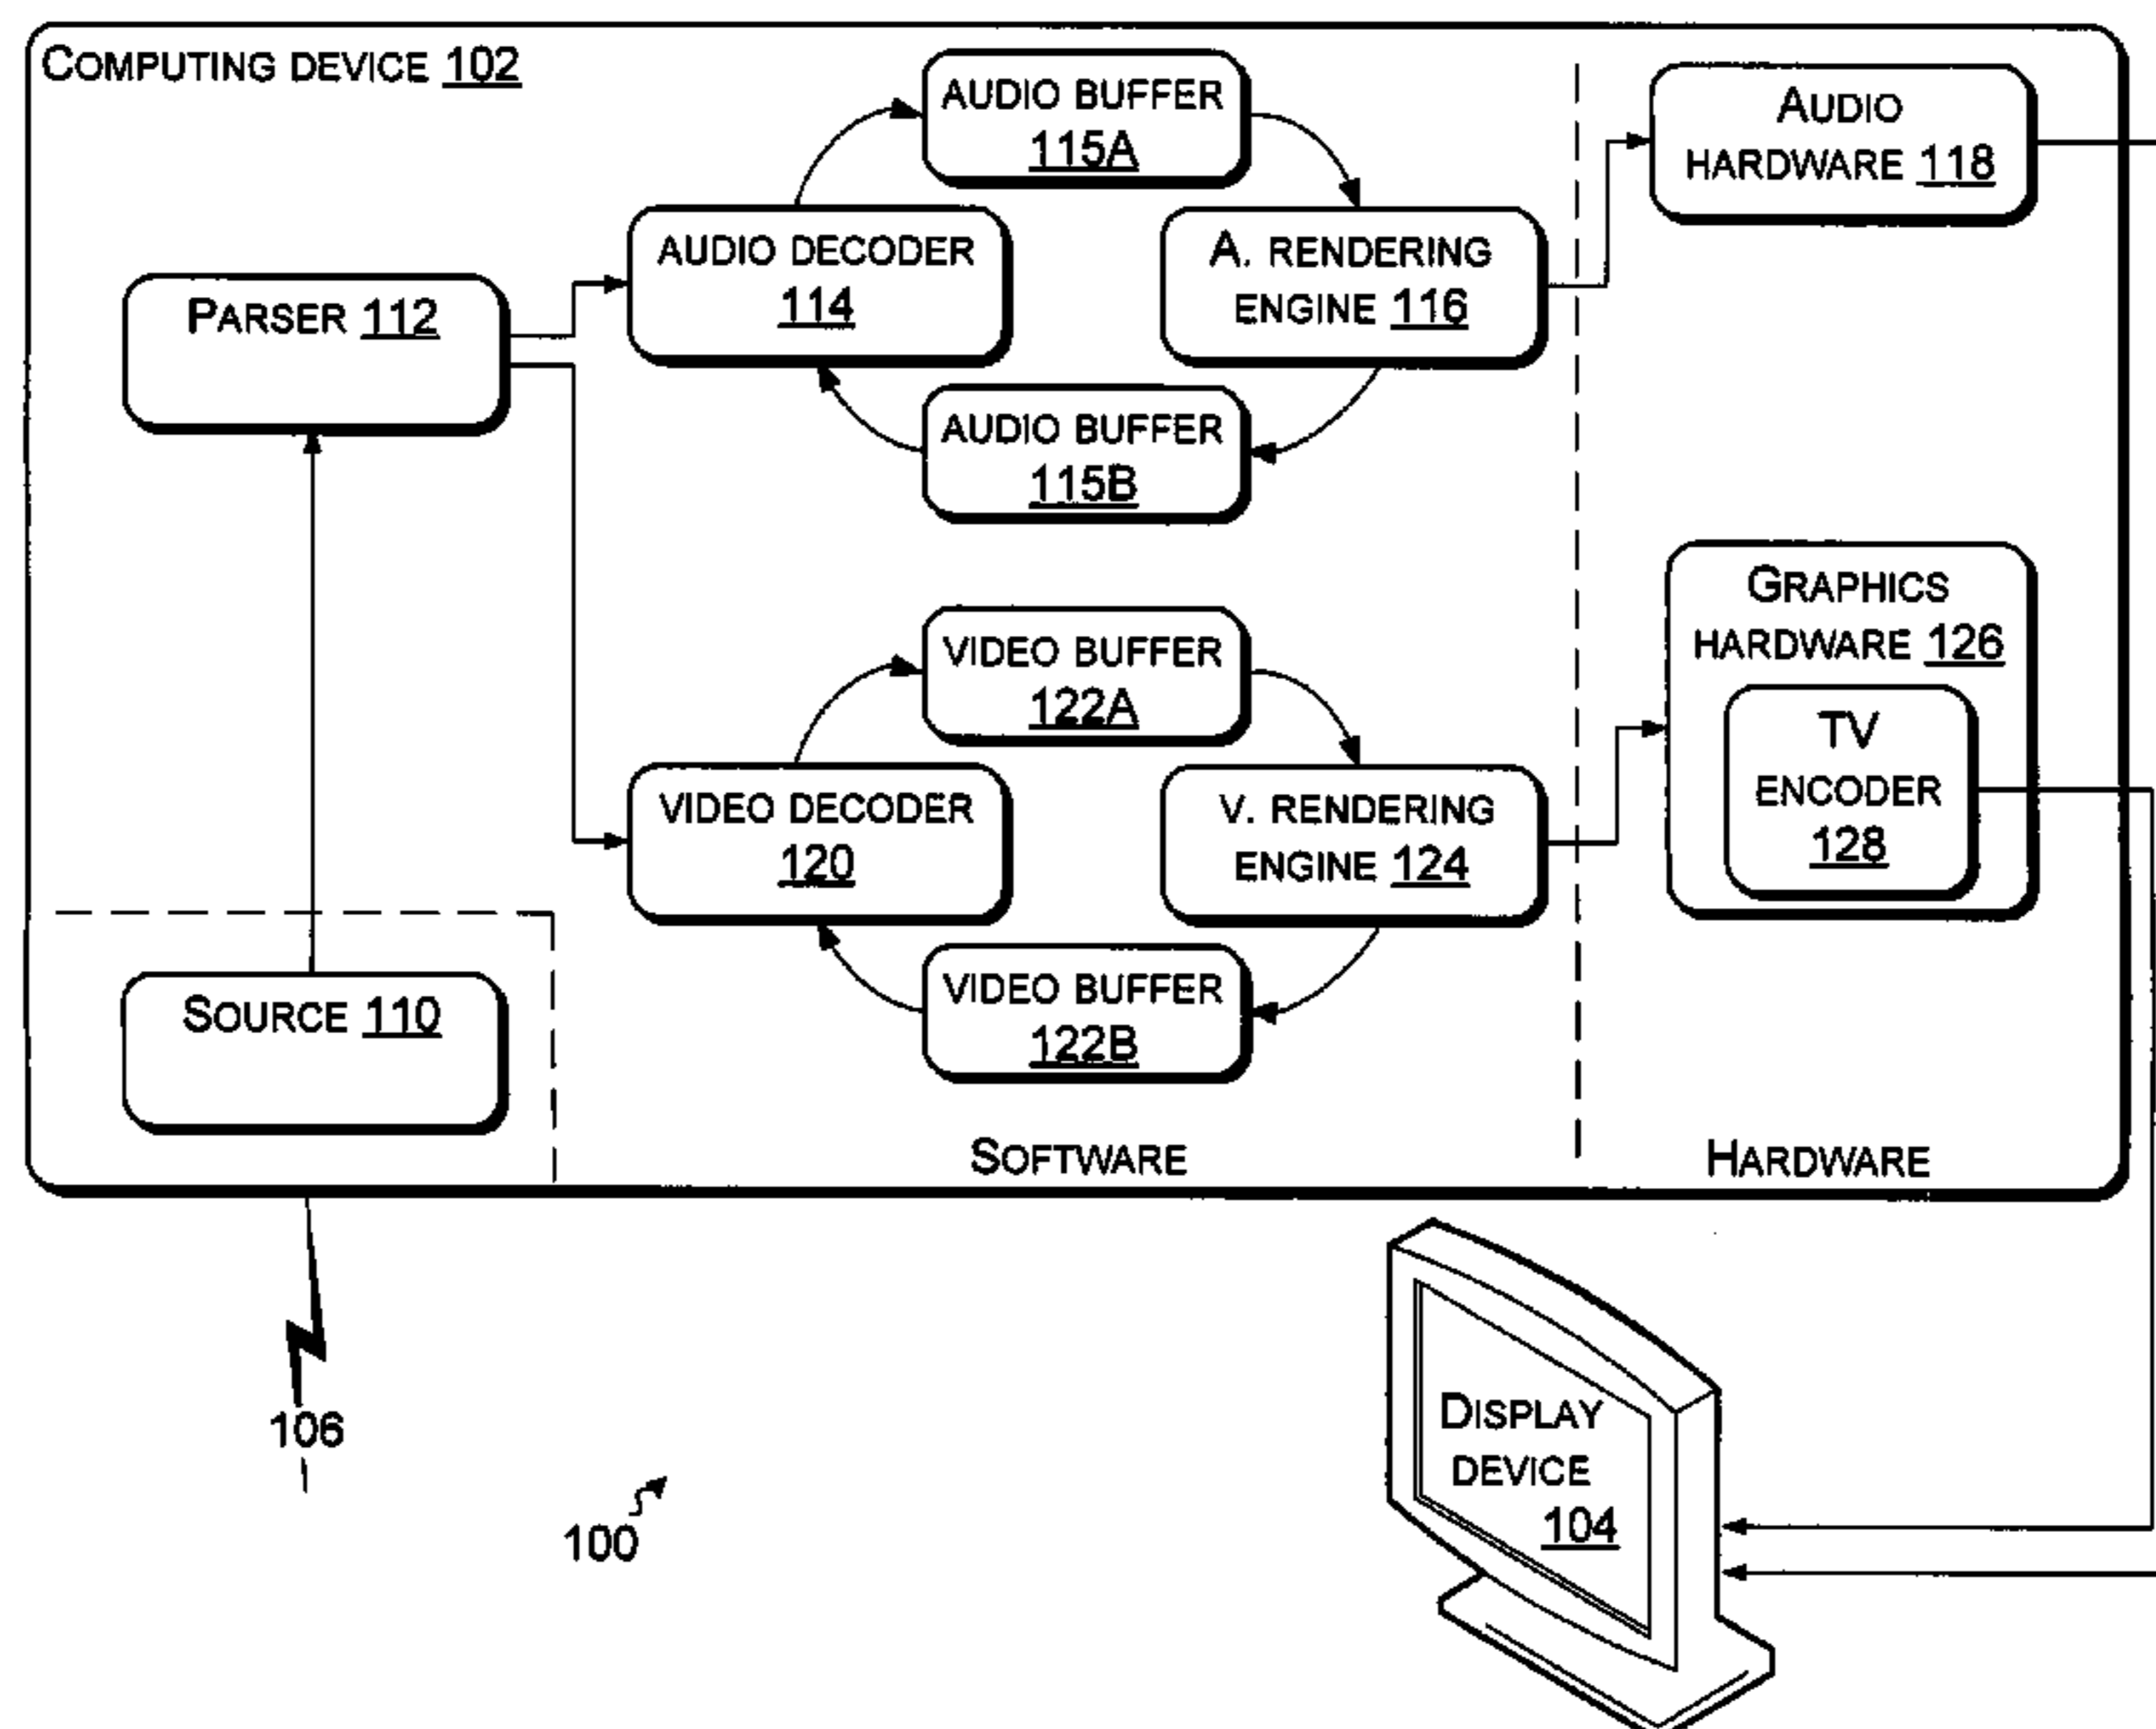 COMPUTING DEVICE 102
AUDIO BUFFER
115A
AUDIO
HARDWARE 118
AUDIO DECODER
114
A. RENDERING
ENGINE 116
PARSER 112
AUDIO BUFFER
115B
GRAPHICS
HARDWARE 126
TV
ENCODER
128
VIDEO BUFFER
122A
VIDEO DECODER
120
V. RENDERING
ENGINE 124
VIDEO BUFFER
122B
SOURCE 110
SOFTWARE
HARDWARE
106
100
DISPLAY
DEVICE
104